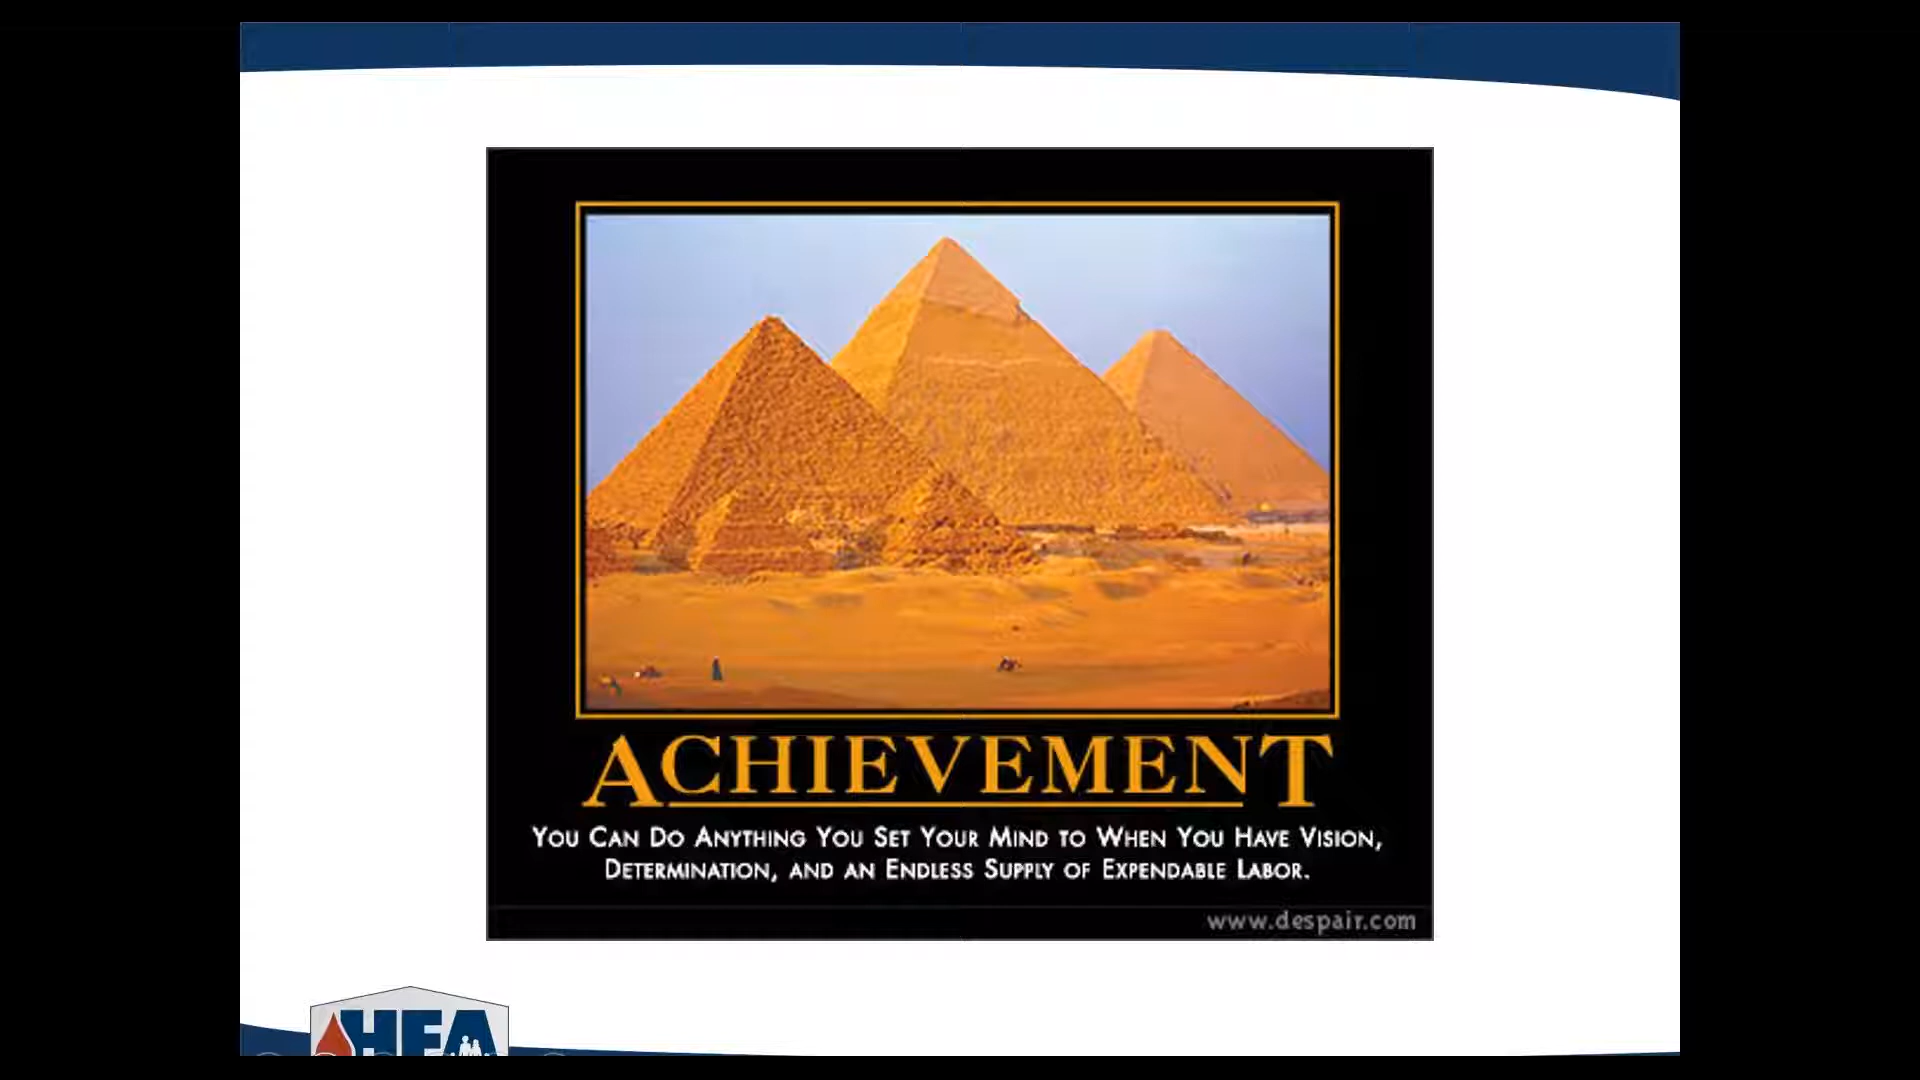 ACHIEVEMENT
YOU CAN DO ANYTHING YOU SET YOUR MIND TO WHEN YOU HAVE VISION,
DETERMINATION, AND AN ENDLESS SUPPLY OF EXPENDABLE LABOR.
www.despair.com
HFA